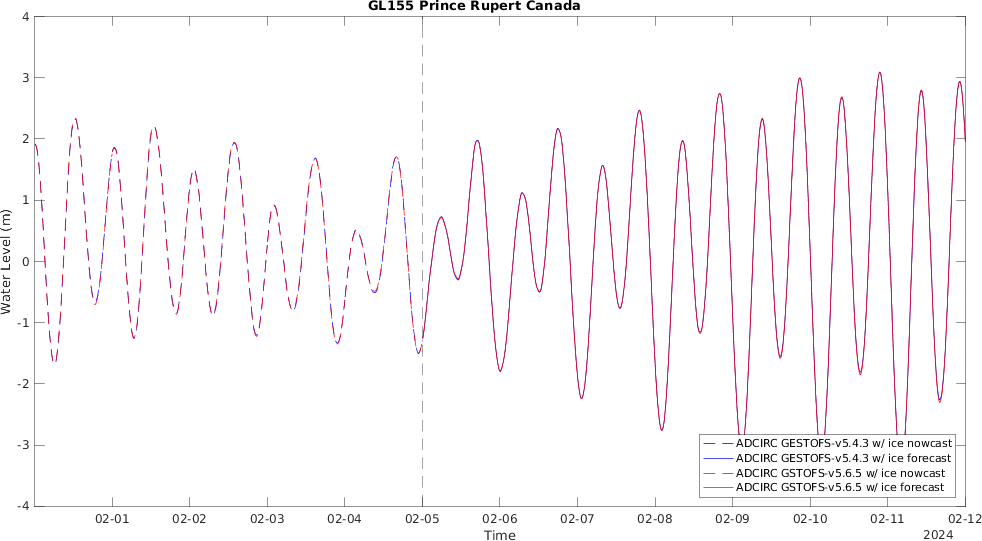 GL155 Prince Rupert Canada
4
3
2
1
0
-1
-2
-3
-4
Water Level (m)
ADCIRC GESTOFS-v5.4.3 w/ ice nowcast
ADCIRC GESTOFS-v5.4.3 w/ ice forecast
ADCIRC GSTOFS-v5.6.5 w/ ice nowcast
ADCIRC GSTOFS-v5.6.5 w/ ice forecast
02-01 02-02 02-03 02-04 02-05 02-06 02-07 02-08 02-09 02-10 02-11 02-12
Time
2024